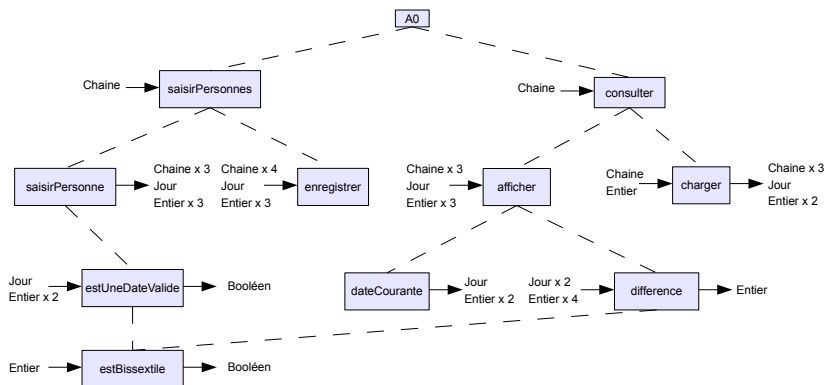 A0
Chaine
saisirPersonnes
Chaine
consulter
saisirPersonne
Chaine x 3
Jour
Entier x 3
Chaine x 4
Jour
Entier x 3
enregistrer
Chaine x 3
Jour
Entier x 3
afficher
Chaine
Entier
charger
Chaine x 3
Jour
Entier x 2
Jour
Entier x 2
estUneDateValide
Booléen
dateCourante
Jour
Entier x 2
Jour x 2
Entier x 4
difference
Entier
Entier
estBissextile
Booléen